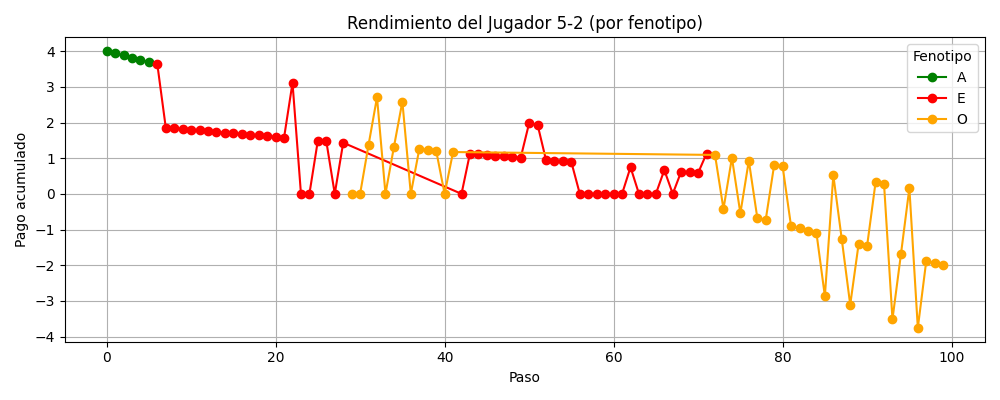 Rendimiento del Jugador 5-2 (por fenotipo)
Pago acumulado
4
3
2
1
0
−1
−2
−3
−4
0
20
40
60
80
100
Paso
Fenotipo
A
E
O